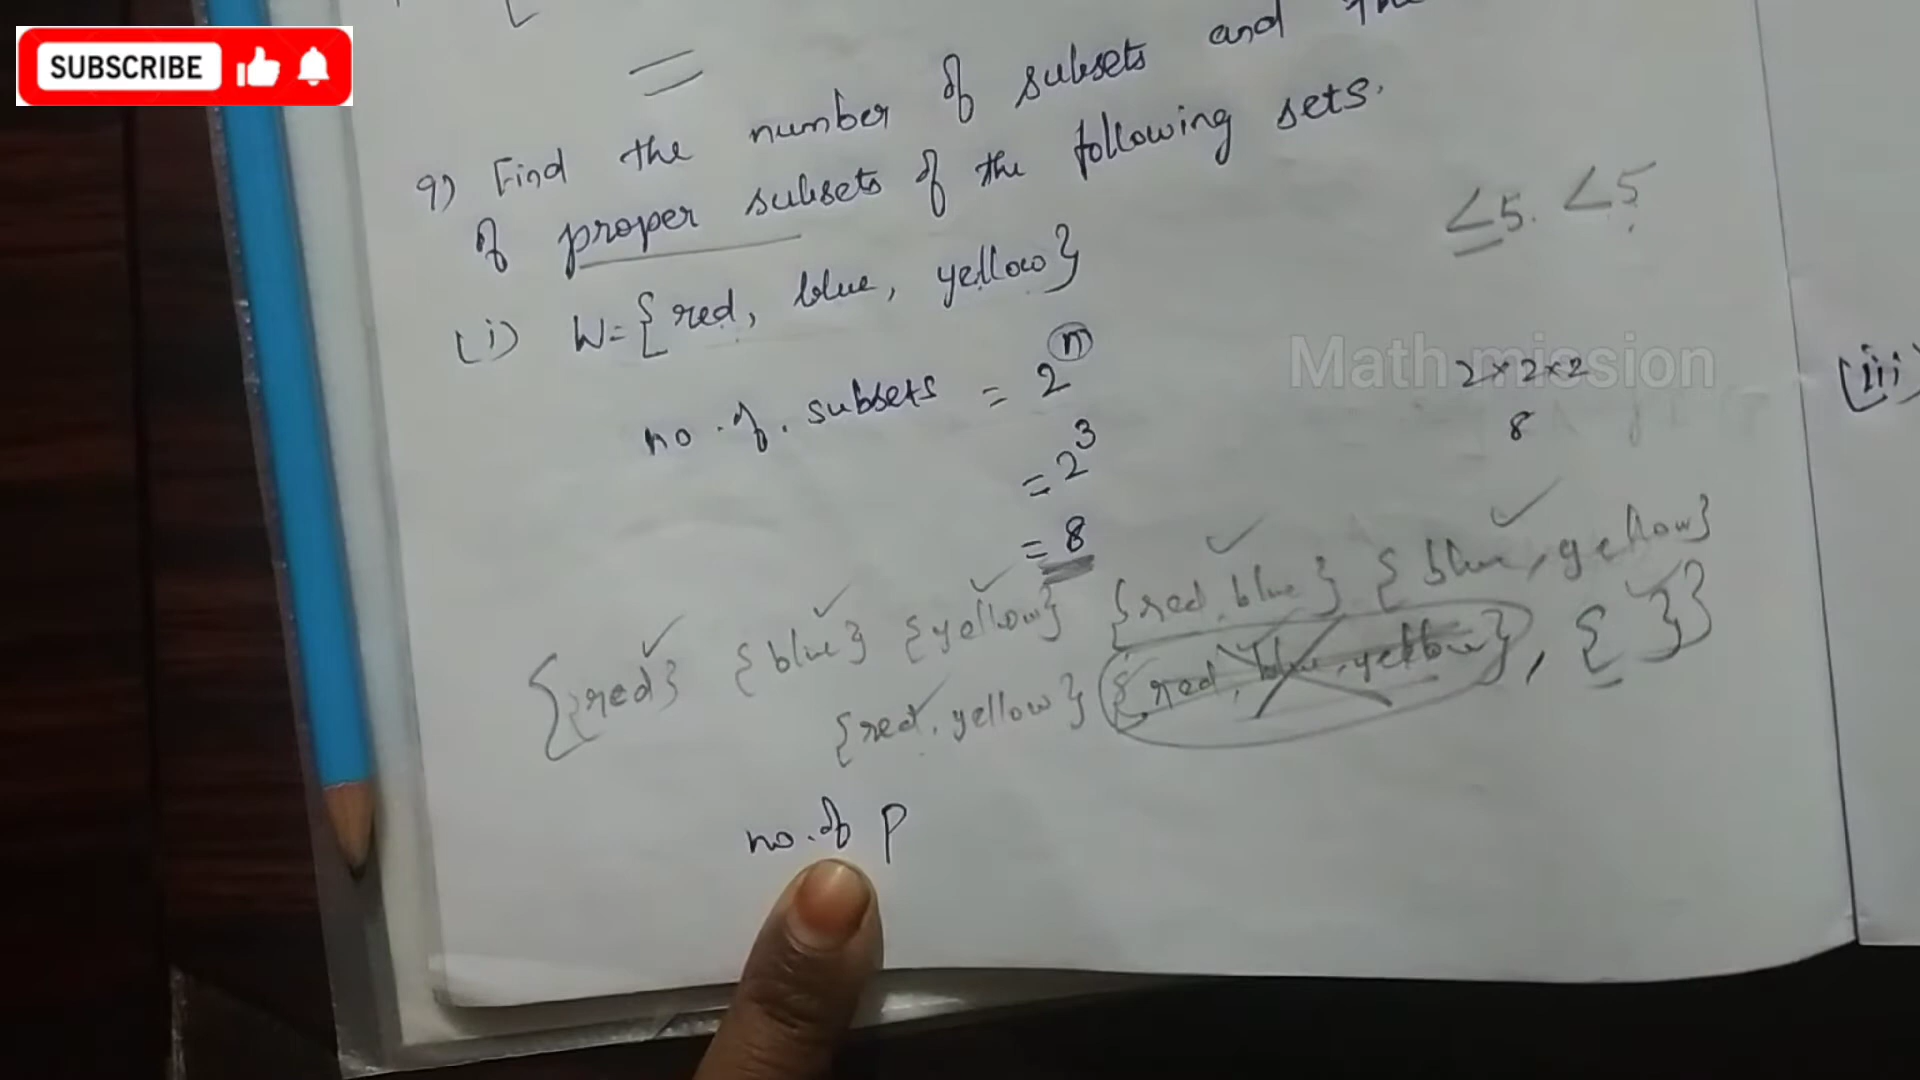 SUBSCRIBE
9) Find the number of subsets and the
of proper subsets of the following sets.
≤5. <5
(i) W={red, blue, yellow}
no.of. subsets = 2^n
Math mission
2×2×2
(iii)
= 2^3
8
= 8
{{red} {blue} {yellow} {red, blue} {blue, yellow}
{red, yellow} {red, blue, yellow}, { }}
no.of p